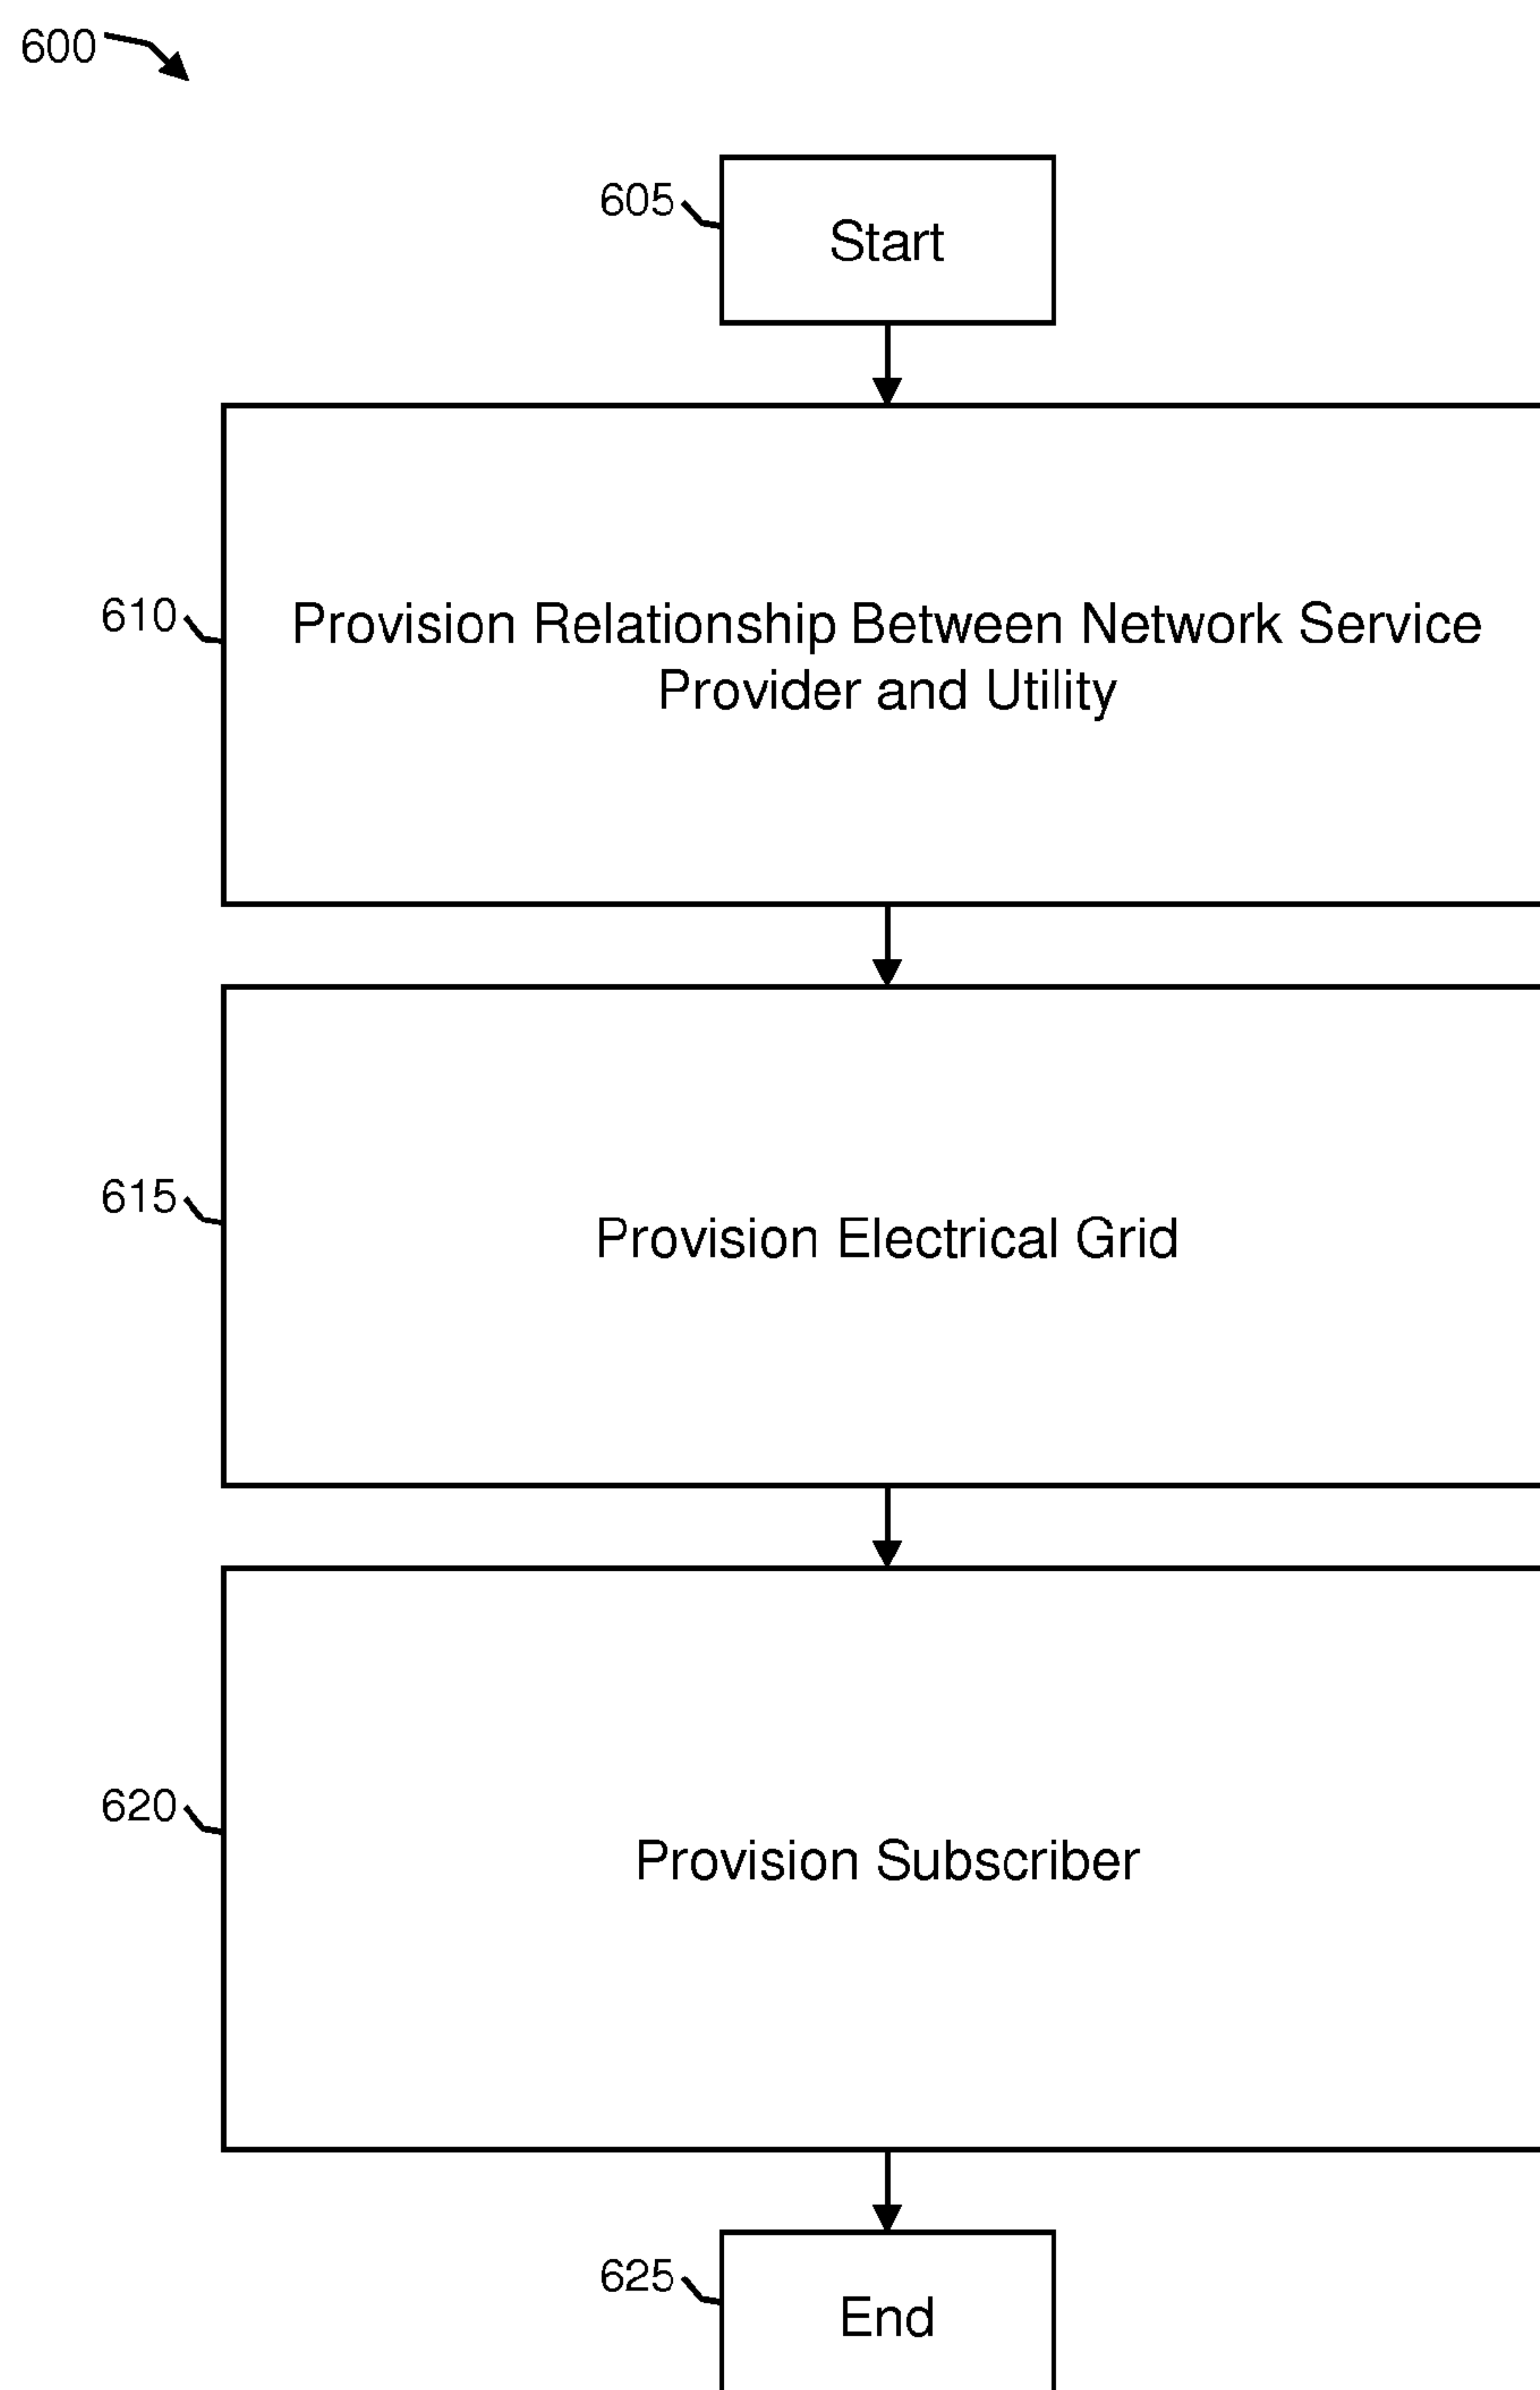 600
605
Start
610
Provision Relationship Between Network Service
Provider and Utility
615
Provision Electrical Grid
620
Provision Subscriber
625
End